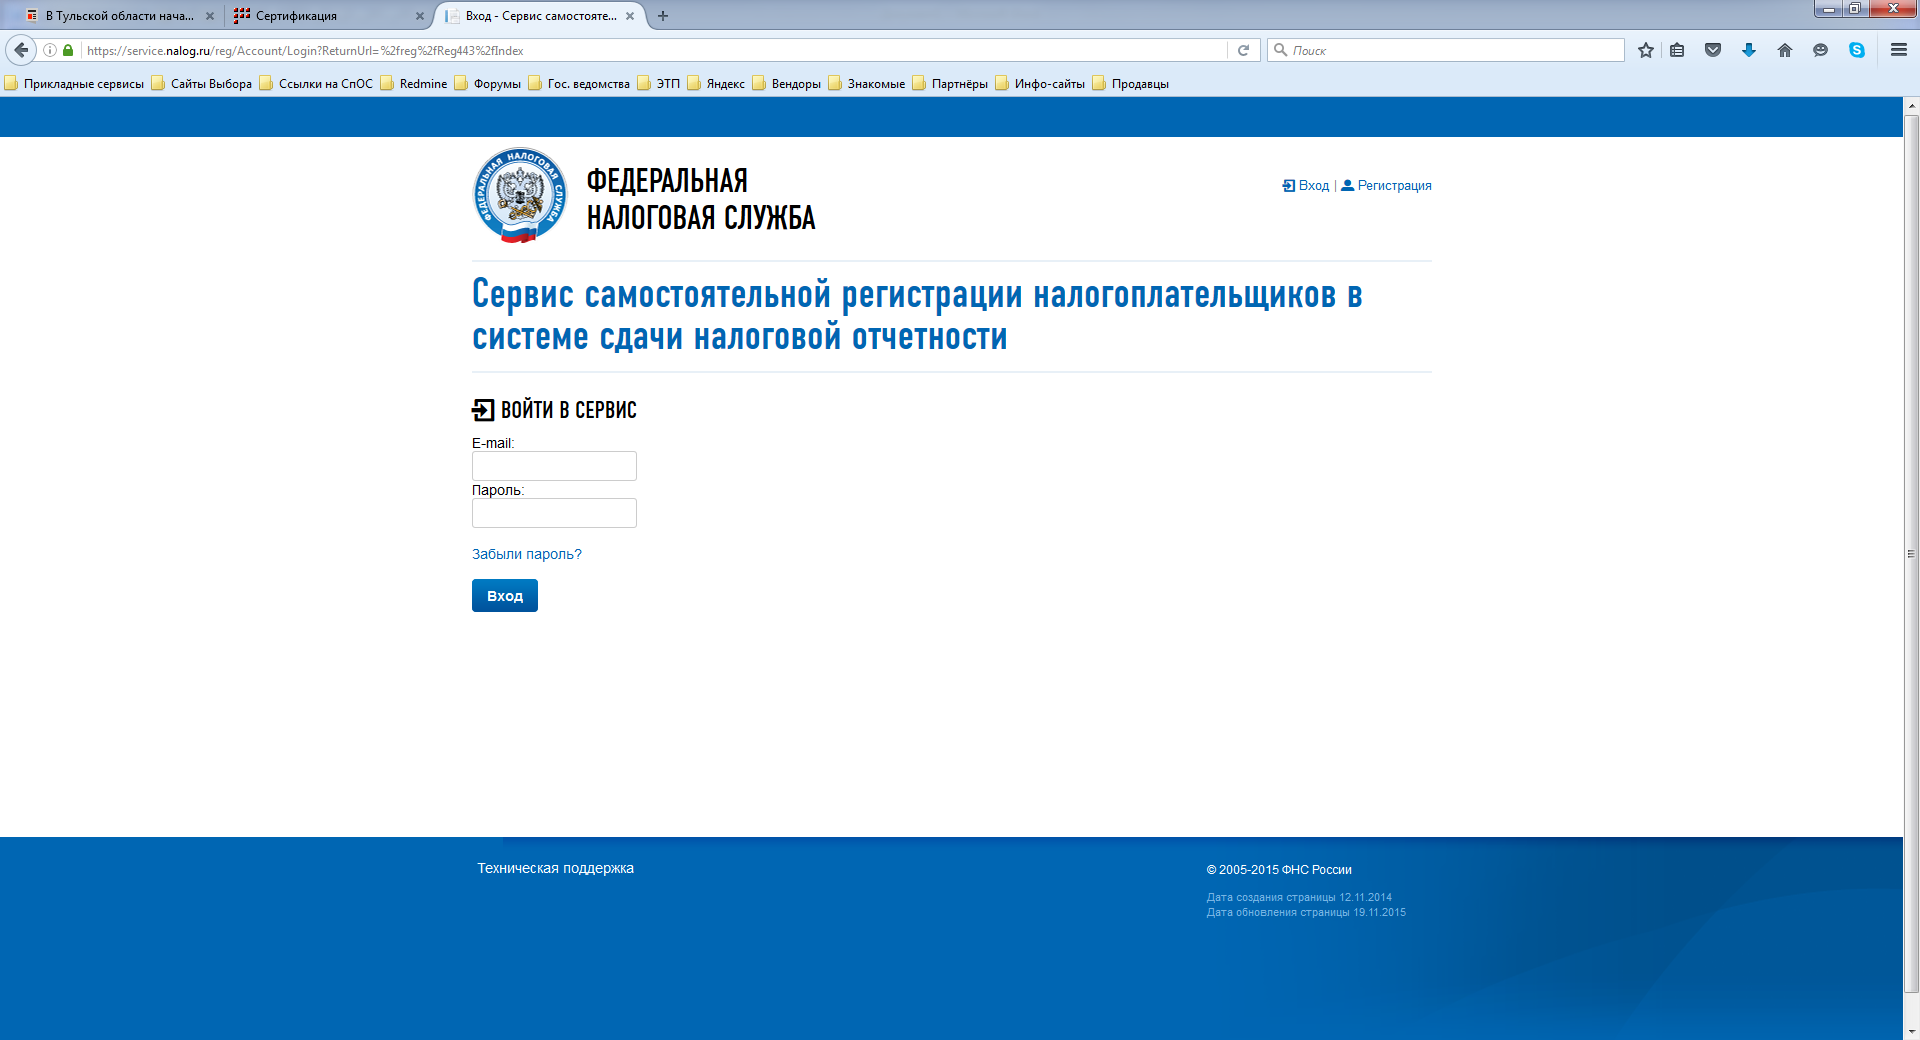 В Тульской области нача...
Сертификация
Вход - Сервис самостояте...
https://service.nalog.ru/reg/Account/Login?ReturnUrl=%2freg%2fReg443%2fIndex
Поиск
Прикладные сервисы Сайты Выбора Ссылки на СпОС Redmine Форумы Гос. ведомства ЭТП Яндекс Вендоры Знакомые Партнёры Инфо-сайты Продавцы
ФЕДЕРАЛЬНАЯ НАЛОГОВАЯ СЛУЖБА
ФЕДЕРАЛЬНАЯ
НАЛОГОВАЯ СЛУЖБА
Вход | Регистрация
Сервис самостоятельной регистрации налогоплательщиков в
системе сдачи налоговой отчетности
ВОЙТИ В СЕРВИС
E-mail:
Пароль:
Забыли пароль?
Вход
Техническая поддержка
© 2005-2015 ФНС России
Дата создания страницы 12.11.2014
Дата обновления страницы 19.11.2015